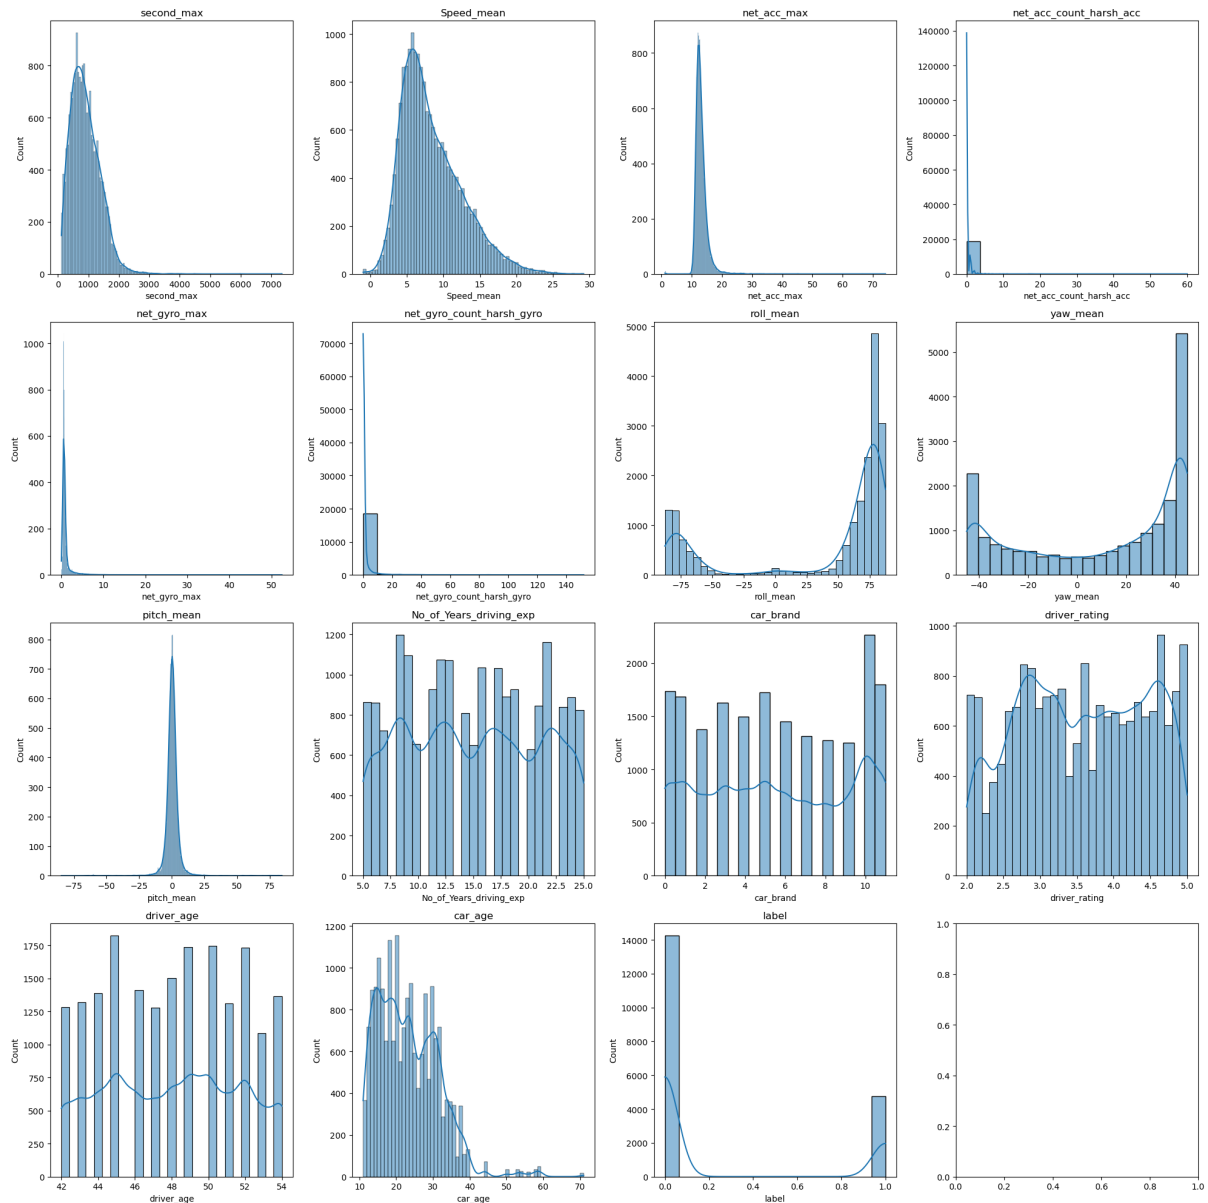 second_max
800
600
400
200
0
Count
0 1000 2000 3000 4000 5000 6000 7000
second_max
Speed_mean
1000
800
600
400
200
0
Count
0 5 10 15 20 25 30
Speed_mean
net_acc_max
800
600
400
200
0
Count
0 10 20 30 40 50 60 70
net_acc_max
net_acc_count_harsh_acc
140000
120000
100000
80000
60000
40000
20000
0
Count
0 10 20 30 40 50 60
net_acc_count_harsh_acc
net_gyro_max
1000
800
600
400
200
0
Count
0 10 20 30 40 50
net_gyro_max
net_gyro_count_harsh_gyro
70000
60000
50000
40000
30000
20000
10000
0
Count
0 20 40 60 80 100 120 140
net_gyro_count_harsh_gyro
roll_mean
5000
4000
3000
2000
1000
0
Count
−75 −50 −25 0 25 50 75
roll_mean
yaw_mean
5000
4000
3000
2000
1000
0
Count
−40 −20 0 20 40
yaw_mean
pitch_mean
800
700
600
500
400
300
200
100
0
Count
−75 −50 −25 0 25 50 75
pitch_mean
No_of_Years_driving_exp
1200
1000
800
600
400
200
0
Count
5.0 7.5 10.0 12.5 15.0 17.5 20.0 22.5 25.0
No_of_Years_driving_exp
car_brand
2000
1500
1000
500
0
Count
0 2 4 6 8 10
car_brand
driver_rating
1000
800
600
400
200
0
Count
2.0 2.5 3.0 3.5 4.0 4.5 5.0
driver_rating
driver_age
1750
1500
1250
1000
750
500
250
0
Count
42 44 46 48 50 52 54
driver_age
car_age
1200
1000
800
600
400
200
0
Count
10 20 30 40 50 60 70
car_age
label
14000
12000
10000
8000
6000
4000
2000
0
Count
0.0 0.2 0.4 0.6 0.8 1.0
label
1.0
0.8
0.6
0.4
0.2
0.0
0.0 0.2 0.4 0.6 0.8 1.0